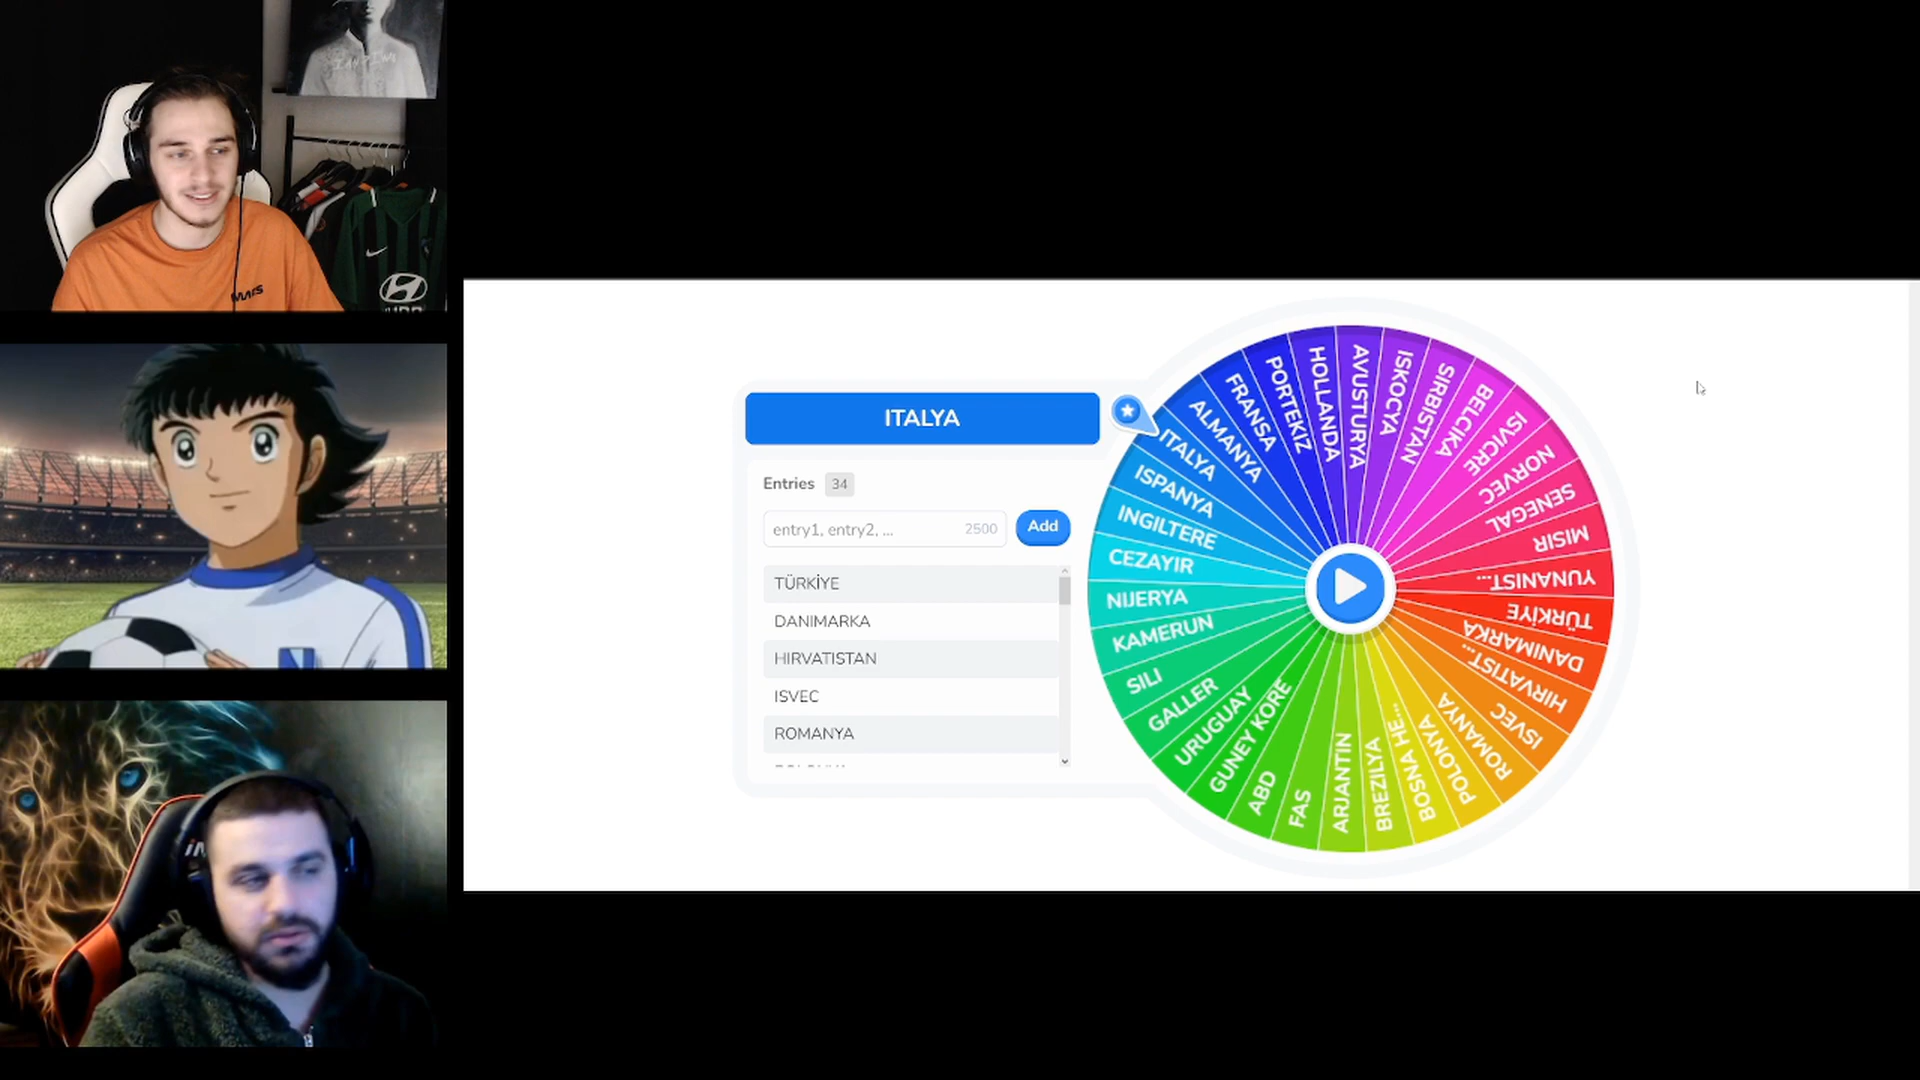 MARS
ITALYA
Entries 34
entry1, entry2, ... 2500
Add
TÜRKİYE
DANIMARKA
HIRVATISTAN
ISVEC
ROMANYA
ITALYA
ALMANYA
FRANSA
PORTEKIZ
HOLLANDA
AVUSTURYA
ISKOCYA
SIRBISTAN
BELCIKA
ISVICRE
NORVEC
SENEGAL
MISIR
YUNANIST...
TÜRKİYE
DANIMARKA
HIRVATIST...
ISVEC
ROMANYA
POLONYA
BOSNA HE...
BREZILYA
ARJANTIN
FAS
ABD
GUNEY KORE
URUGUAY
GALLER
SILI
KAMERUN
NIJERYA
CEZAYIR
INGILTERE
ISPANYA